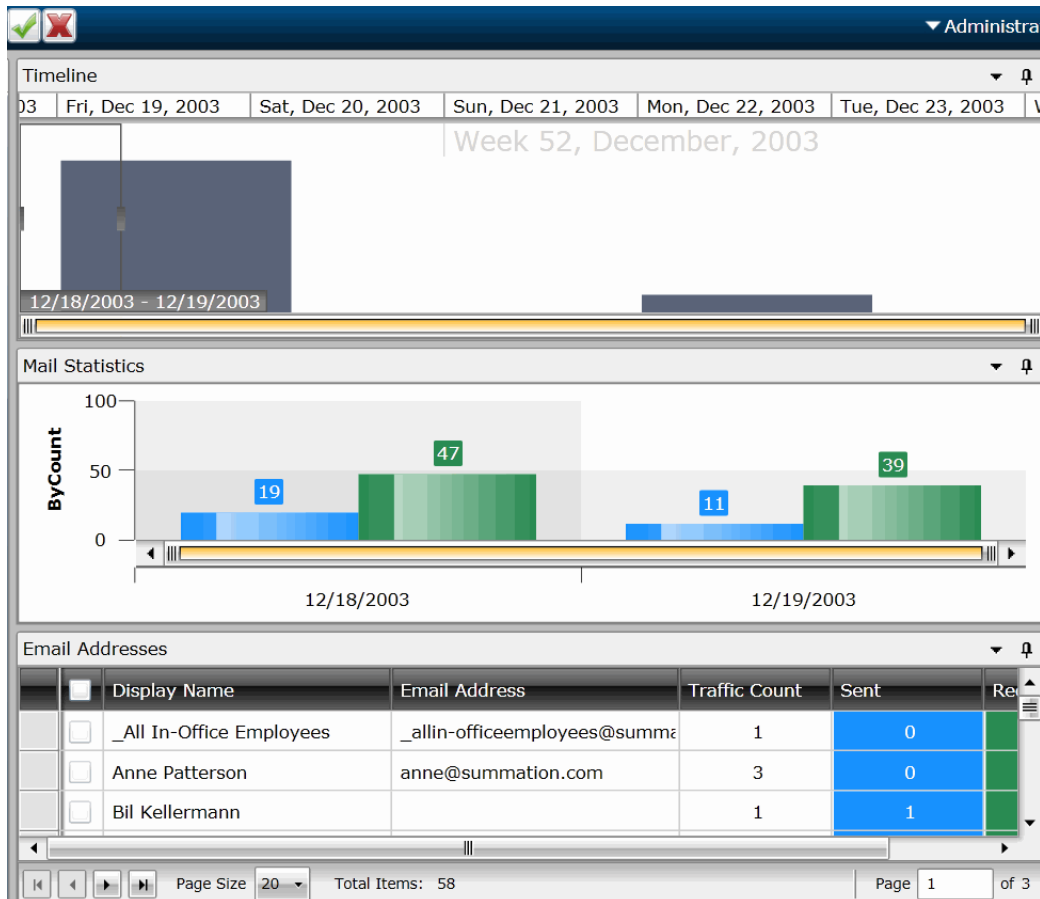 Administra
Timeline
03 Fri, Dec 19, 2003 Sat, Dec 20, 2003 Sun, Dec 21, 2003 Mon, Dec 22, 2003 Tue, Dec 23, 2003
Week 52, December, 2003
12/18/2003 - 12/19/2003
Mail Statistics
100
50
0
ByCount
19
47
11
39
12/18/2003 12/19/2003
Email Addresses
Display Name Email Address Traffic Count Sent Re
_All In-Office Employees _allin-officeemployees@summa 1 0
Anne Patterson anne@summation.com 3 0
Bil Kellermann 1 1
Page Size 20 Total Items: 58 Page 1 of 3